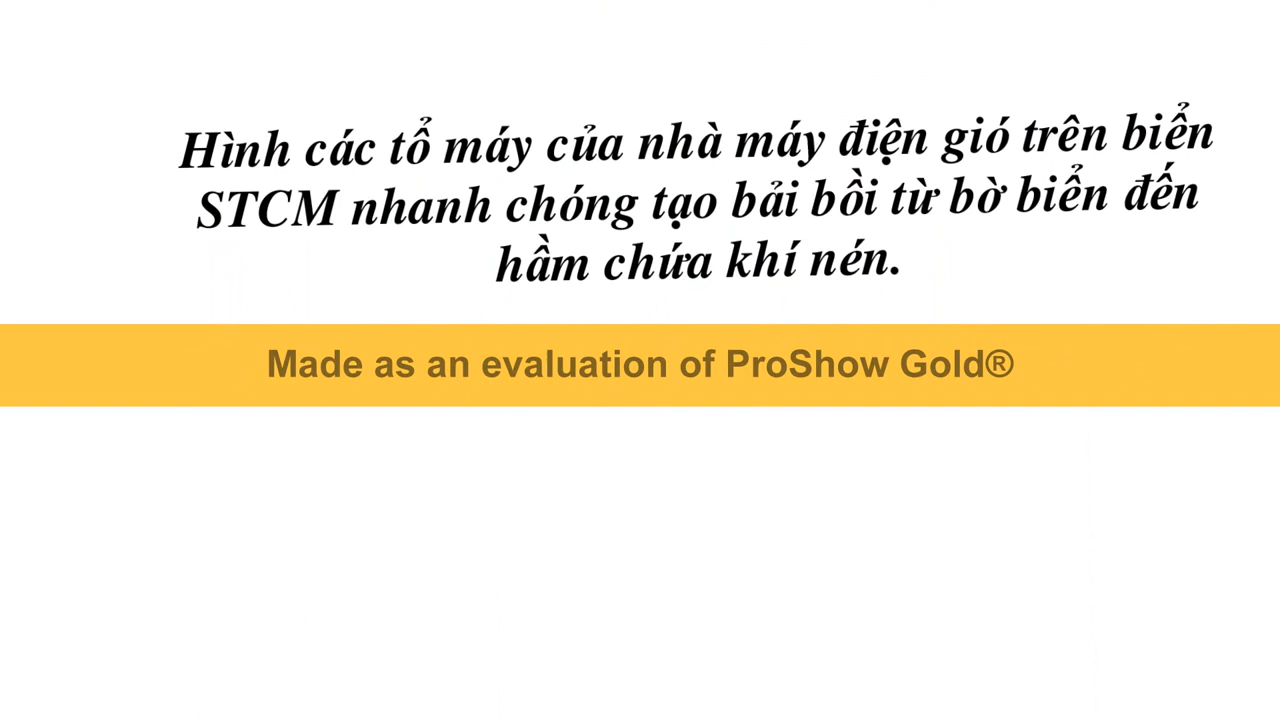 Hình các tổ máy của nhà máy điện gió trên biển
STCM nhanh chóng tạo bải bồi từ bờ biển đến
hầm chứa khí nén.
Made as an evaluation of ProShow Gold®